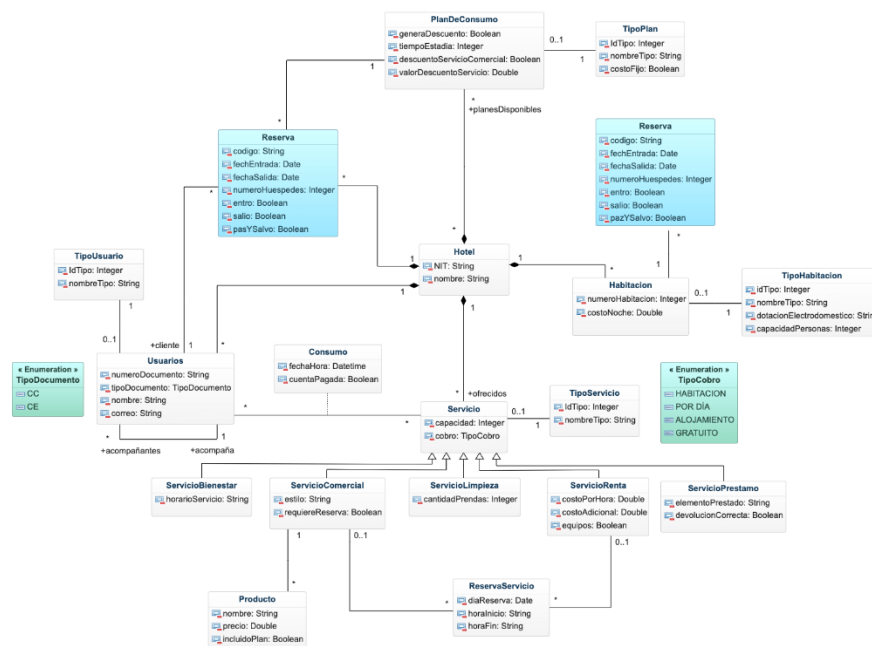 PlanDeConsumo
generaDescuento: Boolean
tiempoEstadia: Integer
descuentoServicioComercial: Boolean
valorDescuentoServicio: Double
0..1
1
TipoPlan
IdTipo: Integer
nombreTipo: String
costoFijo: Boolean
1
*
+planesDisponibles
*
Reserva
codigo: String
fechEntrada: Date
fechaSalida: Date
numeroHuespedes: Integer
entro: Boolean
salio: Boolean
pasYSalvo: Boolean
*
*
1
Reserva
codigo: String
fechEntrada: Date
fechaSalida: Date
numeroHuespedes: Integer
entro: Boolean
salio: Boolean
pazYSalvo: Boolean
*
1
*
Hotel
NIT: String
nombre: String
1
1
1
TipoUsuario
IdTipo: Integer
nombreTipo: String
1
0..1
*
Habitacion
numeroHabitacion: Integer
costoNoche: Double
0..1
1
TipoHabitacion
idTipo: Integer
nombreTipo: String
dotacionElectrodomestico: Strin
capacidadPersonas: Integer
+cliente
1
*
Usuarios
numeroDocumento: String
tipoDocumento: TipoDocumento
nombre: String
correo: String
*
+acompañantes
1
+acompaña
« Enumeration »
TipoDocumento
CC
CE
Consumo
fechaHora: Datetime
cuentaPagada: Boolean
*
*
*
+ofrecidos
Servicio
capacidad: Integer
cobro: TipoCobro
0..1
1
TipoServicio
IdTipo: Integer
nombreTipo: String
« Enumeration »
TipoCobro
HABITACION
POR DÍA
ALOJAMIENTO
GRATUITO
ServicioBienestar
horarioServicio: String
ServicioComercial
estilo: String
requiereReserva: Boolean
1
0..1
ServicioLimpieza
cantidadPrendas: Integer
ServicioRenta
costoPorHora: Double
costoAdicional: Double
equipos: Boolean
0..1
ServicioPrestamo
elementoPrestado: String
devolucionCorrecta: Boolean
*
Producto
nombre: String
precio: Double
incluidoPlan: Boolean
*
ReservaServicio
diaReserva: Date
horaInicio: String
horaFin: String
*